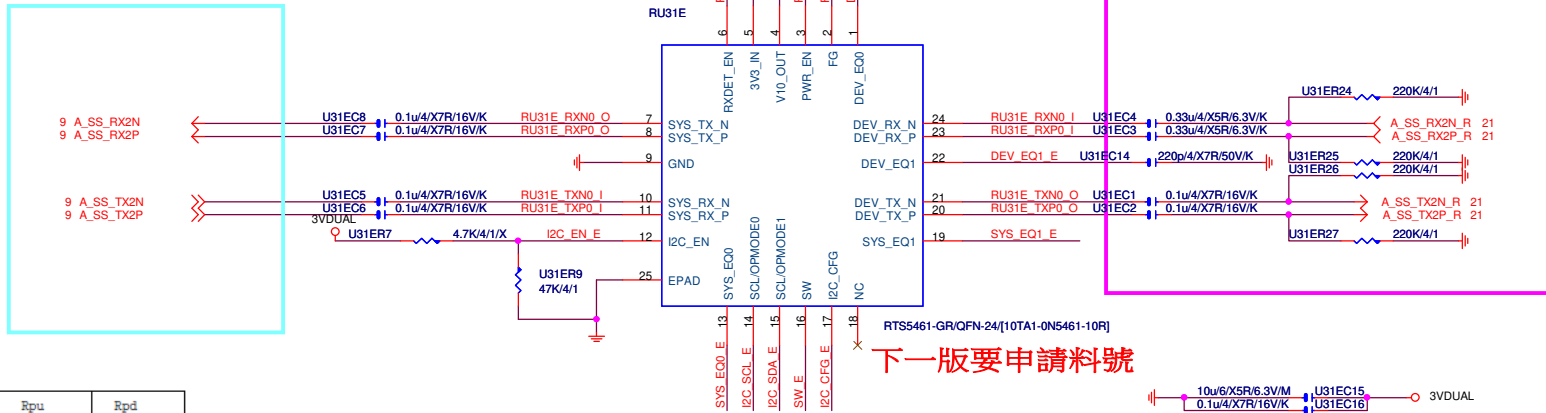 RU31E
6 5 4 3 2 1
RXDET_EN 3V3_IN V10_OUT PWR_EN FG DEV_EQ0
U31ER24 220K/4/1
9 A_SS_RX2N U31EC8 0.1u/4/X7R/16V/K RU31E_RXN0_O 7 SYS_TX_N DEV_RX_N 24 RU31E_RXN0_I U31EC4 0.33u/4/X5R/6.3V/K A_SS_RX2N_R 21
9 A_SS_RX2P U31EC7 0.1u/4/X7R/16V/K RU31E_RXP0_O 8 SYS_TX_P DEV_RX_P 23 RU31E_RXP0_I U31EC3 0.33u/4/X5R/6.3V/K A_SS_RX2P_R 21
9 GND DEV_EQ1 22 DEV_EQ1_E U31EC14 220p/4/X7R/50V/K U31ER25 220K/4/1
U31ER26 220K/4/1
9 A_SS_TX2N U31EC5 0.1u/4/X7R/16V/K RU31E_TXN0_I 10 SYS_RX_N DEV_TX_N 21 RU31E_TXN0_O U31EC1 0.1u/4/X7R/16V/K A_SS_TX2N_R 21
9 A_SS_TX2P U31EC6 0.1u/4/X7R/16V/K RU31E_TXP0_I 11 SYS_RX_P DEV_TX_P 20 RU31E_TXP0_O U31EC2 0.1u/4/X7R/16V/K A_SS_TX2P_R 21
3VDUAL
U31ER7 4.7K/4/1/X I2C_EN_E 12 I2C_EN SYS_EQ1 19 SYS_EQ1_E U31ER27 220K/4/1
U31ER9
47K/4/1
25 EPAD
SYS_EQ0 SCL/OPMODE0 SCL/OPMODE1 SW I2C_CFG NC
13 14 15 16 17 18
RTS5461-GR/QFN-24/[10TA1-0N5461-10R]
SYS_EQ0_E I2C_SCL_E I2C_SDA_E SW_E I2C_CFG_E
下一版要申請料號
10u/6/X5R/6.3V/M U31EC15 3VDUAL
0.1u/4/X7R/16V/K U31EC16
Rpu Rpd